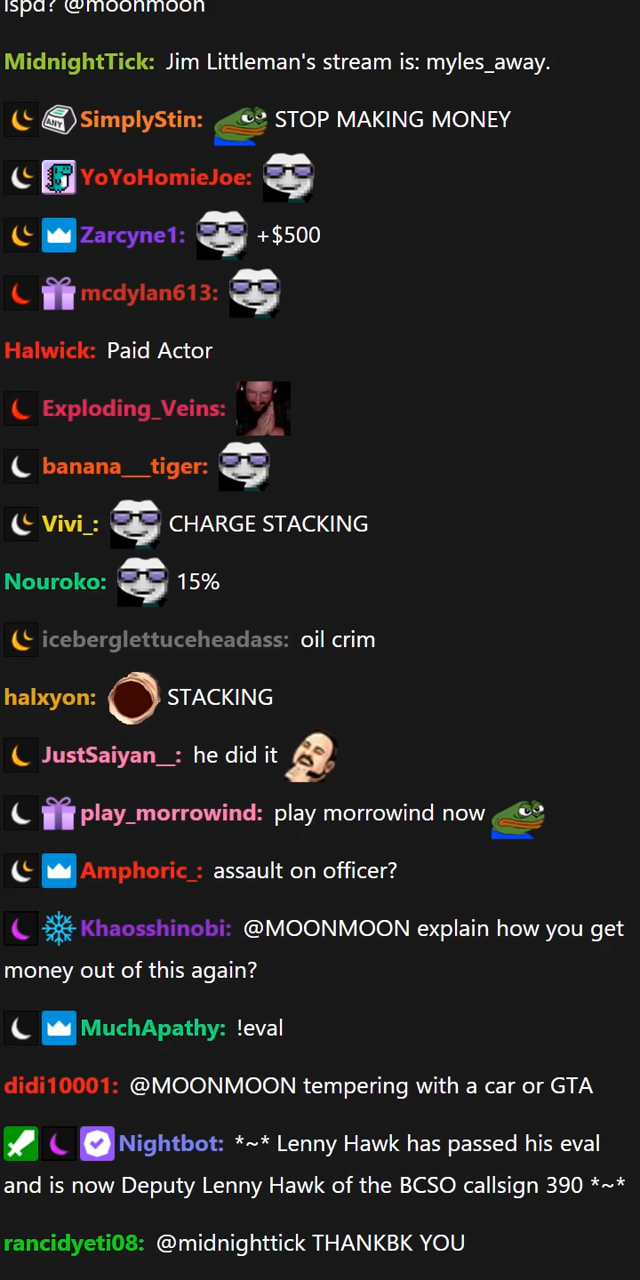 lspd? @moonmoon
MidnightTick: Jim Littleman's stream is: myles_away.
ANY SimplyStin: STOP MAKING MONEY
YoYoHomieJoe:
Zarcyne1: +$500
mcdylan613:
Halwick: Paid Actor
Exploding_Veins:
banana___tiger:
Vivi_: CHARGE STACKING
Nouroko: 15%
iceberglettuceheadass: oil crim
halxyon: STACKING
JustSaiyan__: he did it
play_morrowind: play morrowind now
Amphoric_: assault on officer?
Khaosshinobi: @MOONMOON explain how you get
money out of this again?
MuchApathy: !eval
didi10001: @MOONMOON tempering with a car or GTA
Nightbot: *~* Lenny Hawk has passed his eval
and is now Deputy Lenny Hawk of the BCSO callsign 390 *~*
rancidyeti08: @midnighttick THANKBK YOU